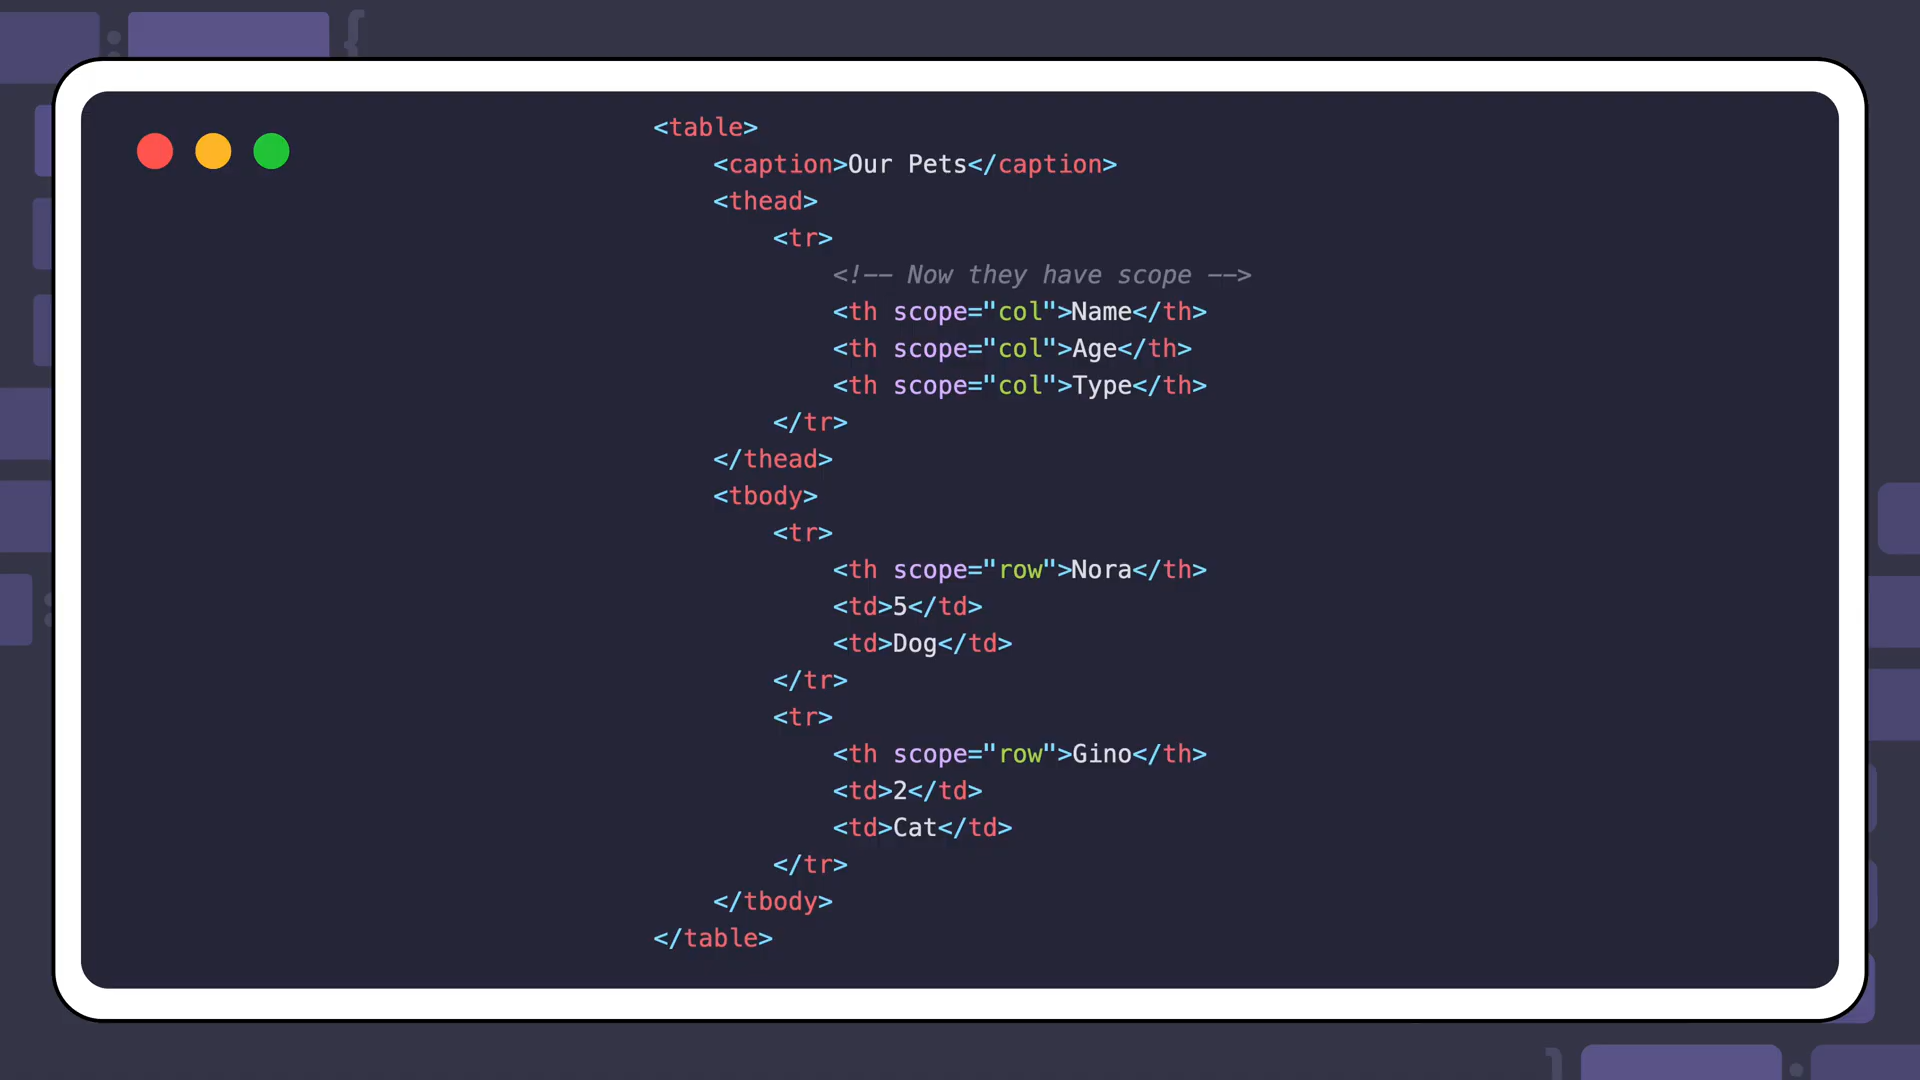 <table>
<caption>Our Pets</caption>
<thead>
<tr>
<!-- Now they have scope -->
<th scope="col">Name</th>
<th scope="col">Age</th>
<th scope="col">Type</th>
</tr>
</thead>
<tbody>
<tr>
<th scope="row">Nora</th>
<td>5</td>
<td>Dog</td>
</tr>
<tr>
<th scope="row">Gino</th>
<td>2</td>
<td>Cat</td>
</tr>
</tbody>
</table>